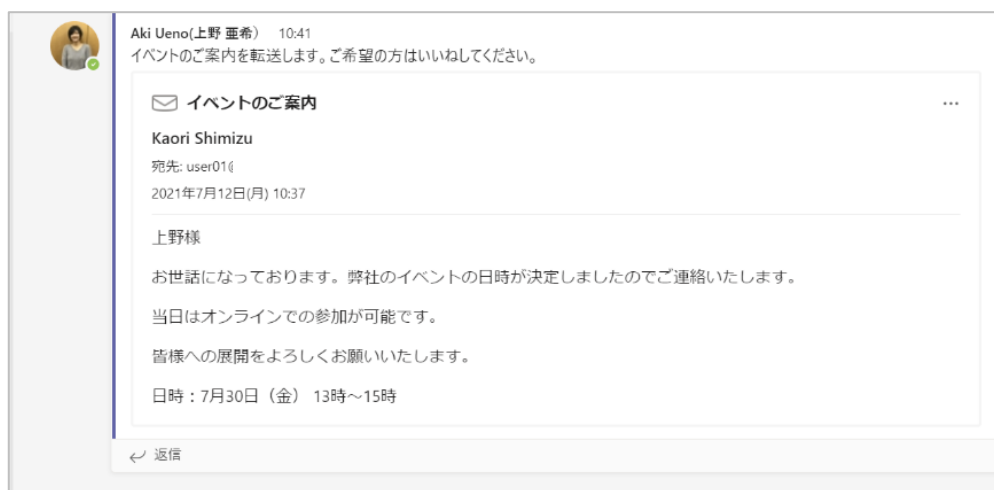 Aki Ueno(上野 亜希） 10:41
イベントのご案内を転送します。ご希望の方はいいねしてください。
イベントのご案内
...
Kaori Shimizu
宛先: user01@
2021年7月12日(月) 10:37
上野様
お世話になっております。弊社のイベントの日時が決定しましたのでご連絡いたします。
当日はオンラインでの参加が可能です。
皆様への展開をよろしくお願いいたします。
日時：7月30日（金） 13時～15時
返信